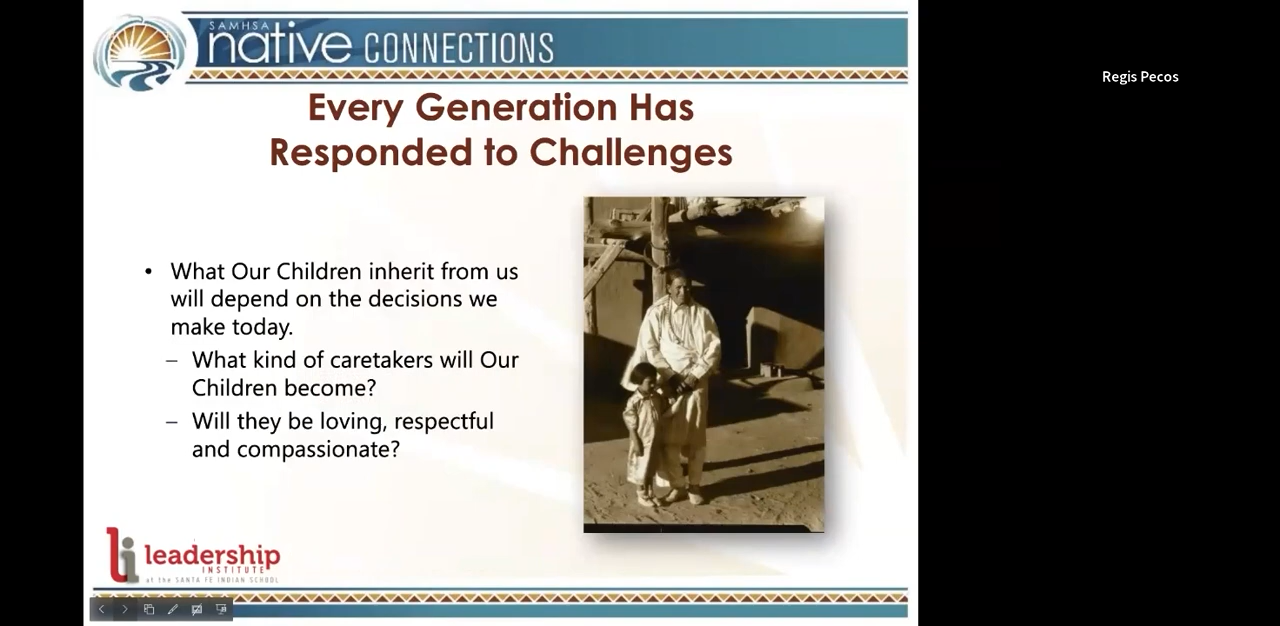 SAMHSA
native CONNECTIONS
Regis Pecos
Every Generation Has
Responded to Challenges
• What Our Children inherit from us
will depend on the decisions we
make today.
– What kind of caretakers will Our
Children become?
– Will they be loving, respectful
and compassionate?
li leadership
INSTITUTE
at the SANTA FE INDIAN SCHOOL